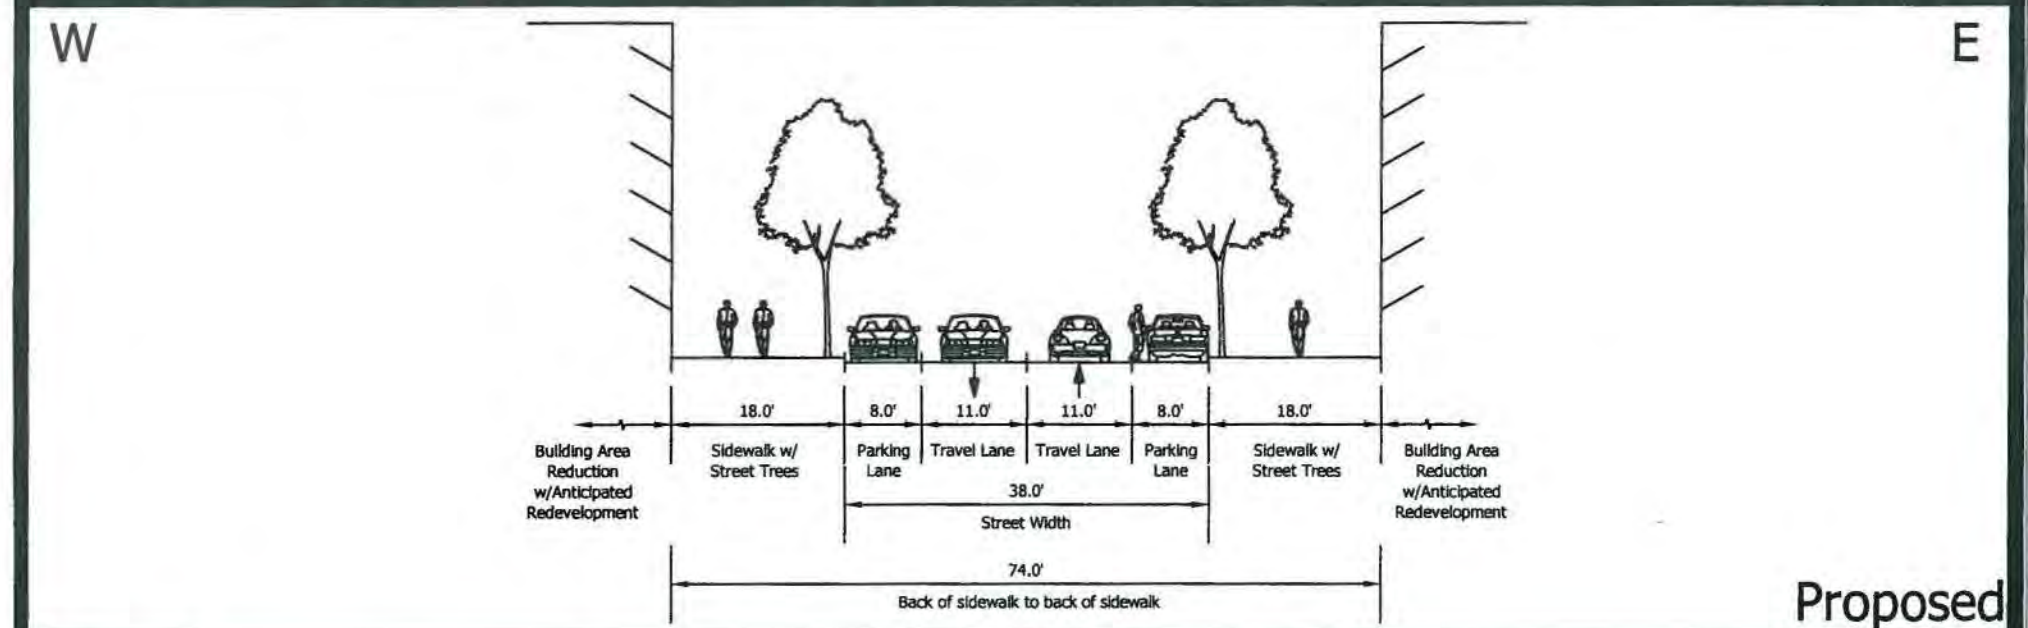 W
E
18.0'
8.0'
11.0'
11.0'
8.0'
18.0'
Building Area
Reduction
w/Anticipated
Redevelopment
Sidewalk w/
Street Trees
Parking
Lane
Travel Lane
Travel Lane
Parking
Lane
Sidewalk w/
Street Trees
Building Area
Reduction
w/Anticipated
Redevelopment
38.0'
Street Width
74.0'
Back of sidewalk to back of sidewalk
Proposed